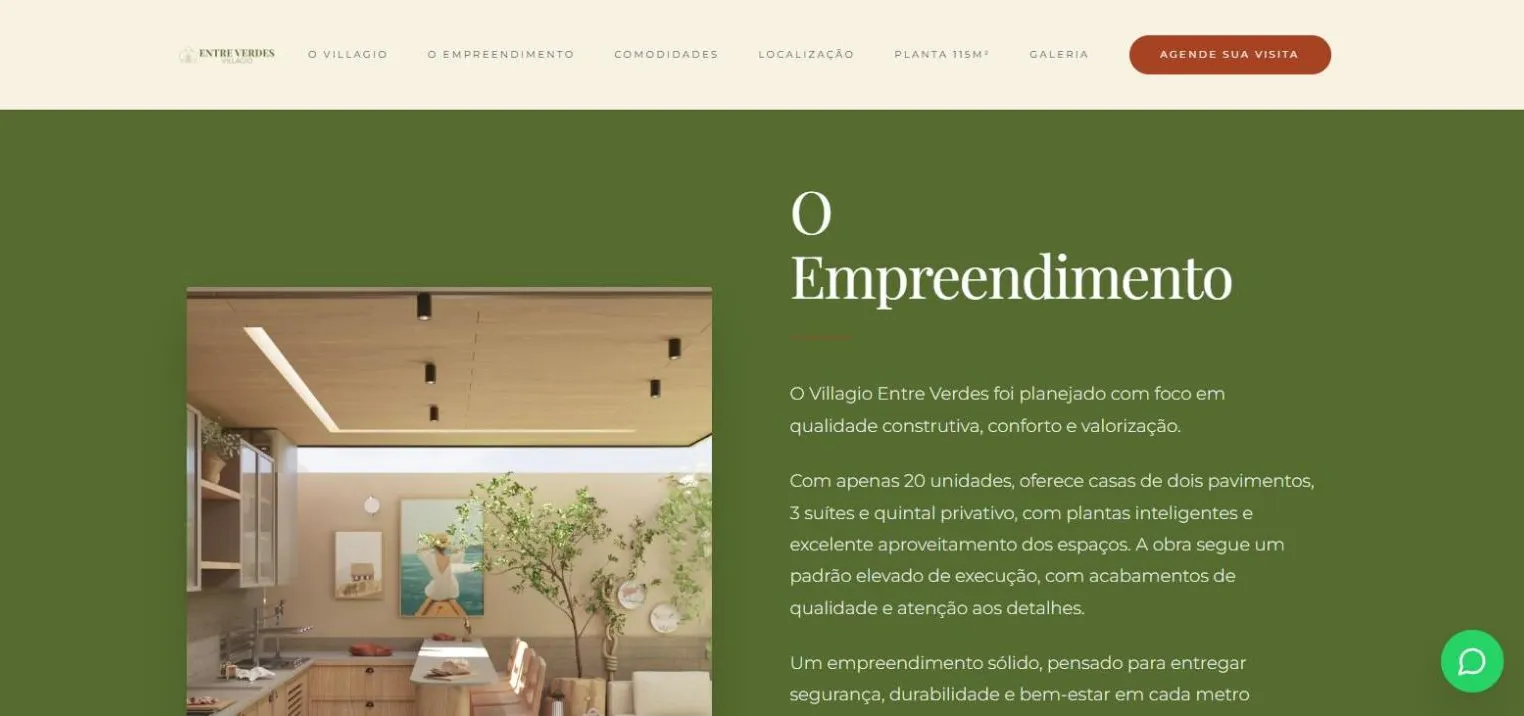 ENTRE VERDES
VILLAGIO
O VILLAGIO
O EMPREENDIMENTO
COMODIDADES
LOCALIZAÇÃO
PLANTA 115M²
GALERIA
AGENDE SUA VISITA
O
Empreendimento
O Villagio Entre Verdes foi planejado com foco em
qualidade construtiva, conforto e valorização.
Com apenas 20 unidades, oferece casas de dois pavimentos,
3 suítes e quintal privativo, com plantas inteligentes e
excelente aproveitamento dos espaços. A obra segue um
padrão elevado de execução, com acabamentos de
qualidade e atenção aos detalhes.
Um empreendimento sólido, pensado para entregar
segurança, durabilidade e bem-estar em cada metro